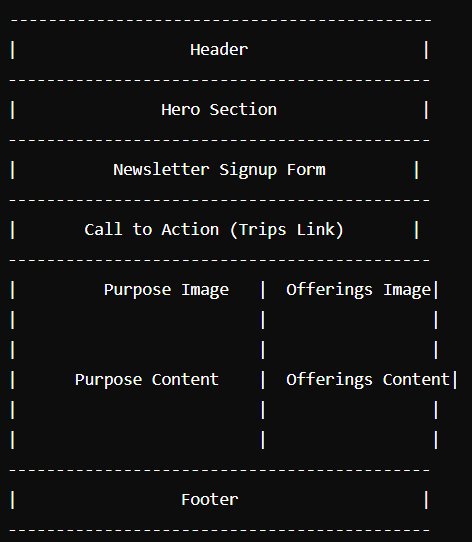 --------------------------------------------
|                  Header                  |
--------------------------------------------
|               Hero Section               |
--------------------------------------------
|          Newsletter Signup Form         |
--------------------------------------------
|       Call to Action (Trips Link)       |
--------------------------------------------
|         Purpose Image   |  Offerings Image|
|                         |                 |
|                         |                 |
|      Purpose Content    |  Offerings Content|
|                         |                 |
|                         |                 |
--------------------------------------------
|                 Footer                   |
--------------------------------------------